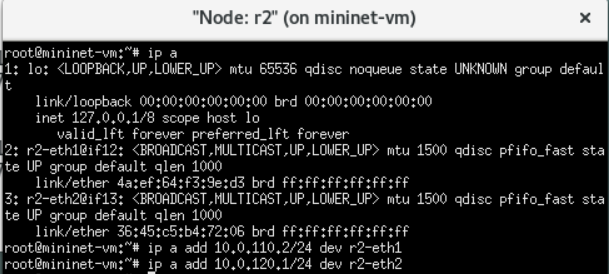 "Node: r2" (on mininet-vm)
root@mininet-vm:~# ip a
1: lo: <LOOPBACK,UP,LOWER_UP> mtu 65536 qdisc noqueue state UNKNOWN group defaul
t
    link/loopback 00:00:00:00:00:00 brd 00:00:00:00:00:00
    inet 127.0.0.1/8 scope host lo
       valid_lft forever preferred_lft forever
2: r2-eth1@if12: <BROADCAST,MULTICAST,UP,LOWER_UP> mtu 1500 qdisc pfifo_fast sta
te UP group default qlen 1000
    link/ether 4a:ef:64:f3:9e:d3 brd ff:ff:ff:ff:ff:ff
3: r2-eth2@if13: <BROADCAST,MULTICAST,UP,LOWER_UP> mtu 1500 qdisc pfifo_fast sta
te UP group default qlen 1000
    link/ether 36:45:c5:b4:72:06 brd ff:ff:ff:ff:ff:ff
root@mininet-vm:~# ip a add 10.0.110.2/24 dev r2-eth1
root@mininet-vm:~# ip a add 10.0.120.1/24 dev r2-eth2